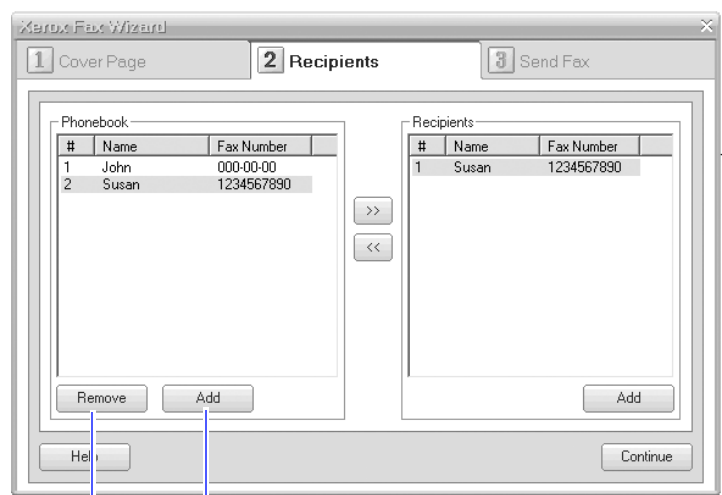 Xerox Fax Wizard
1 Cover Page 2 Recipients 3 Send Fax
Phonebook
# Name Fax Number
1 John 000-00-00
2 Susan 1234567890
Remove Add
>>
<<
Recipients
# Name Fax Number
1 Susan 1234567890
Add
Help Continue